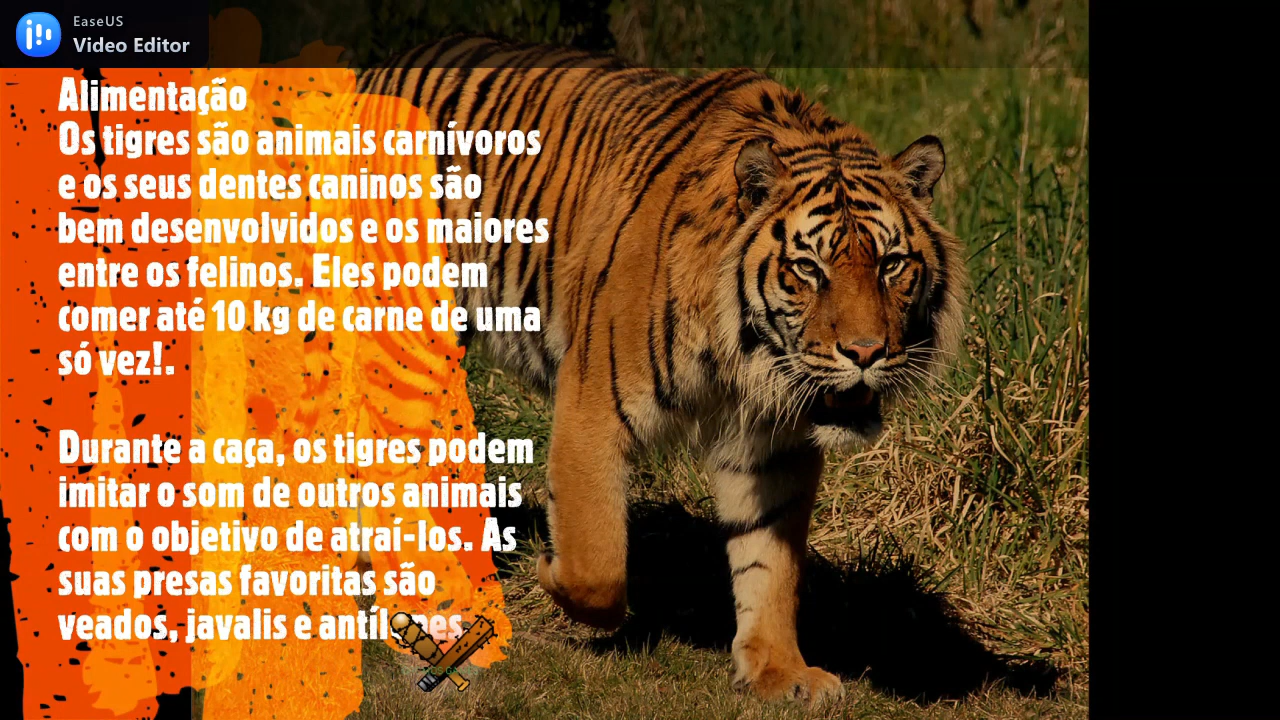 EaseUS
Video Editor
Alimentação
Os tigres são animais carnívoros
e os seus dentes caninos são
bem desenvolvidos e os maiores
entre os felinos. Eles podem
comer até 10 kg de carne de uma
só vez!.
Durante a caça, os tigres podem
imitar o som de outros animais
com o objetivo de atraí-los. As
suas presas favoritas são
veados, javalis e